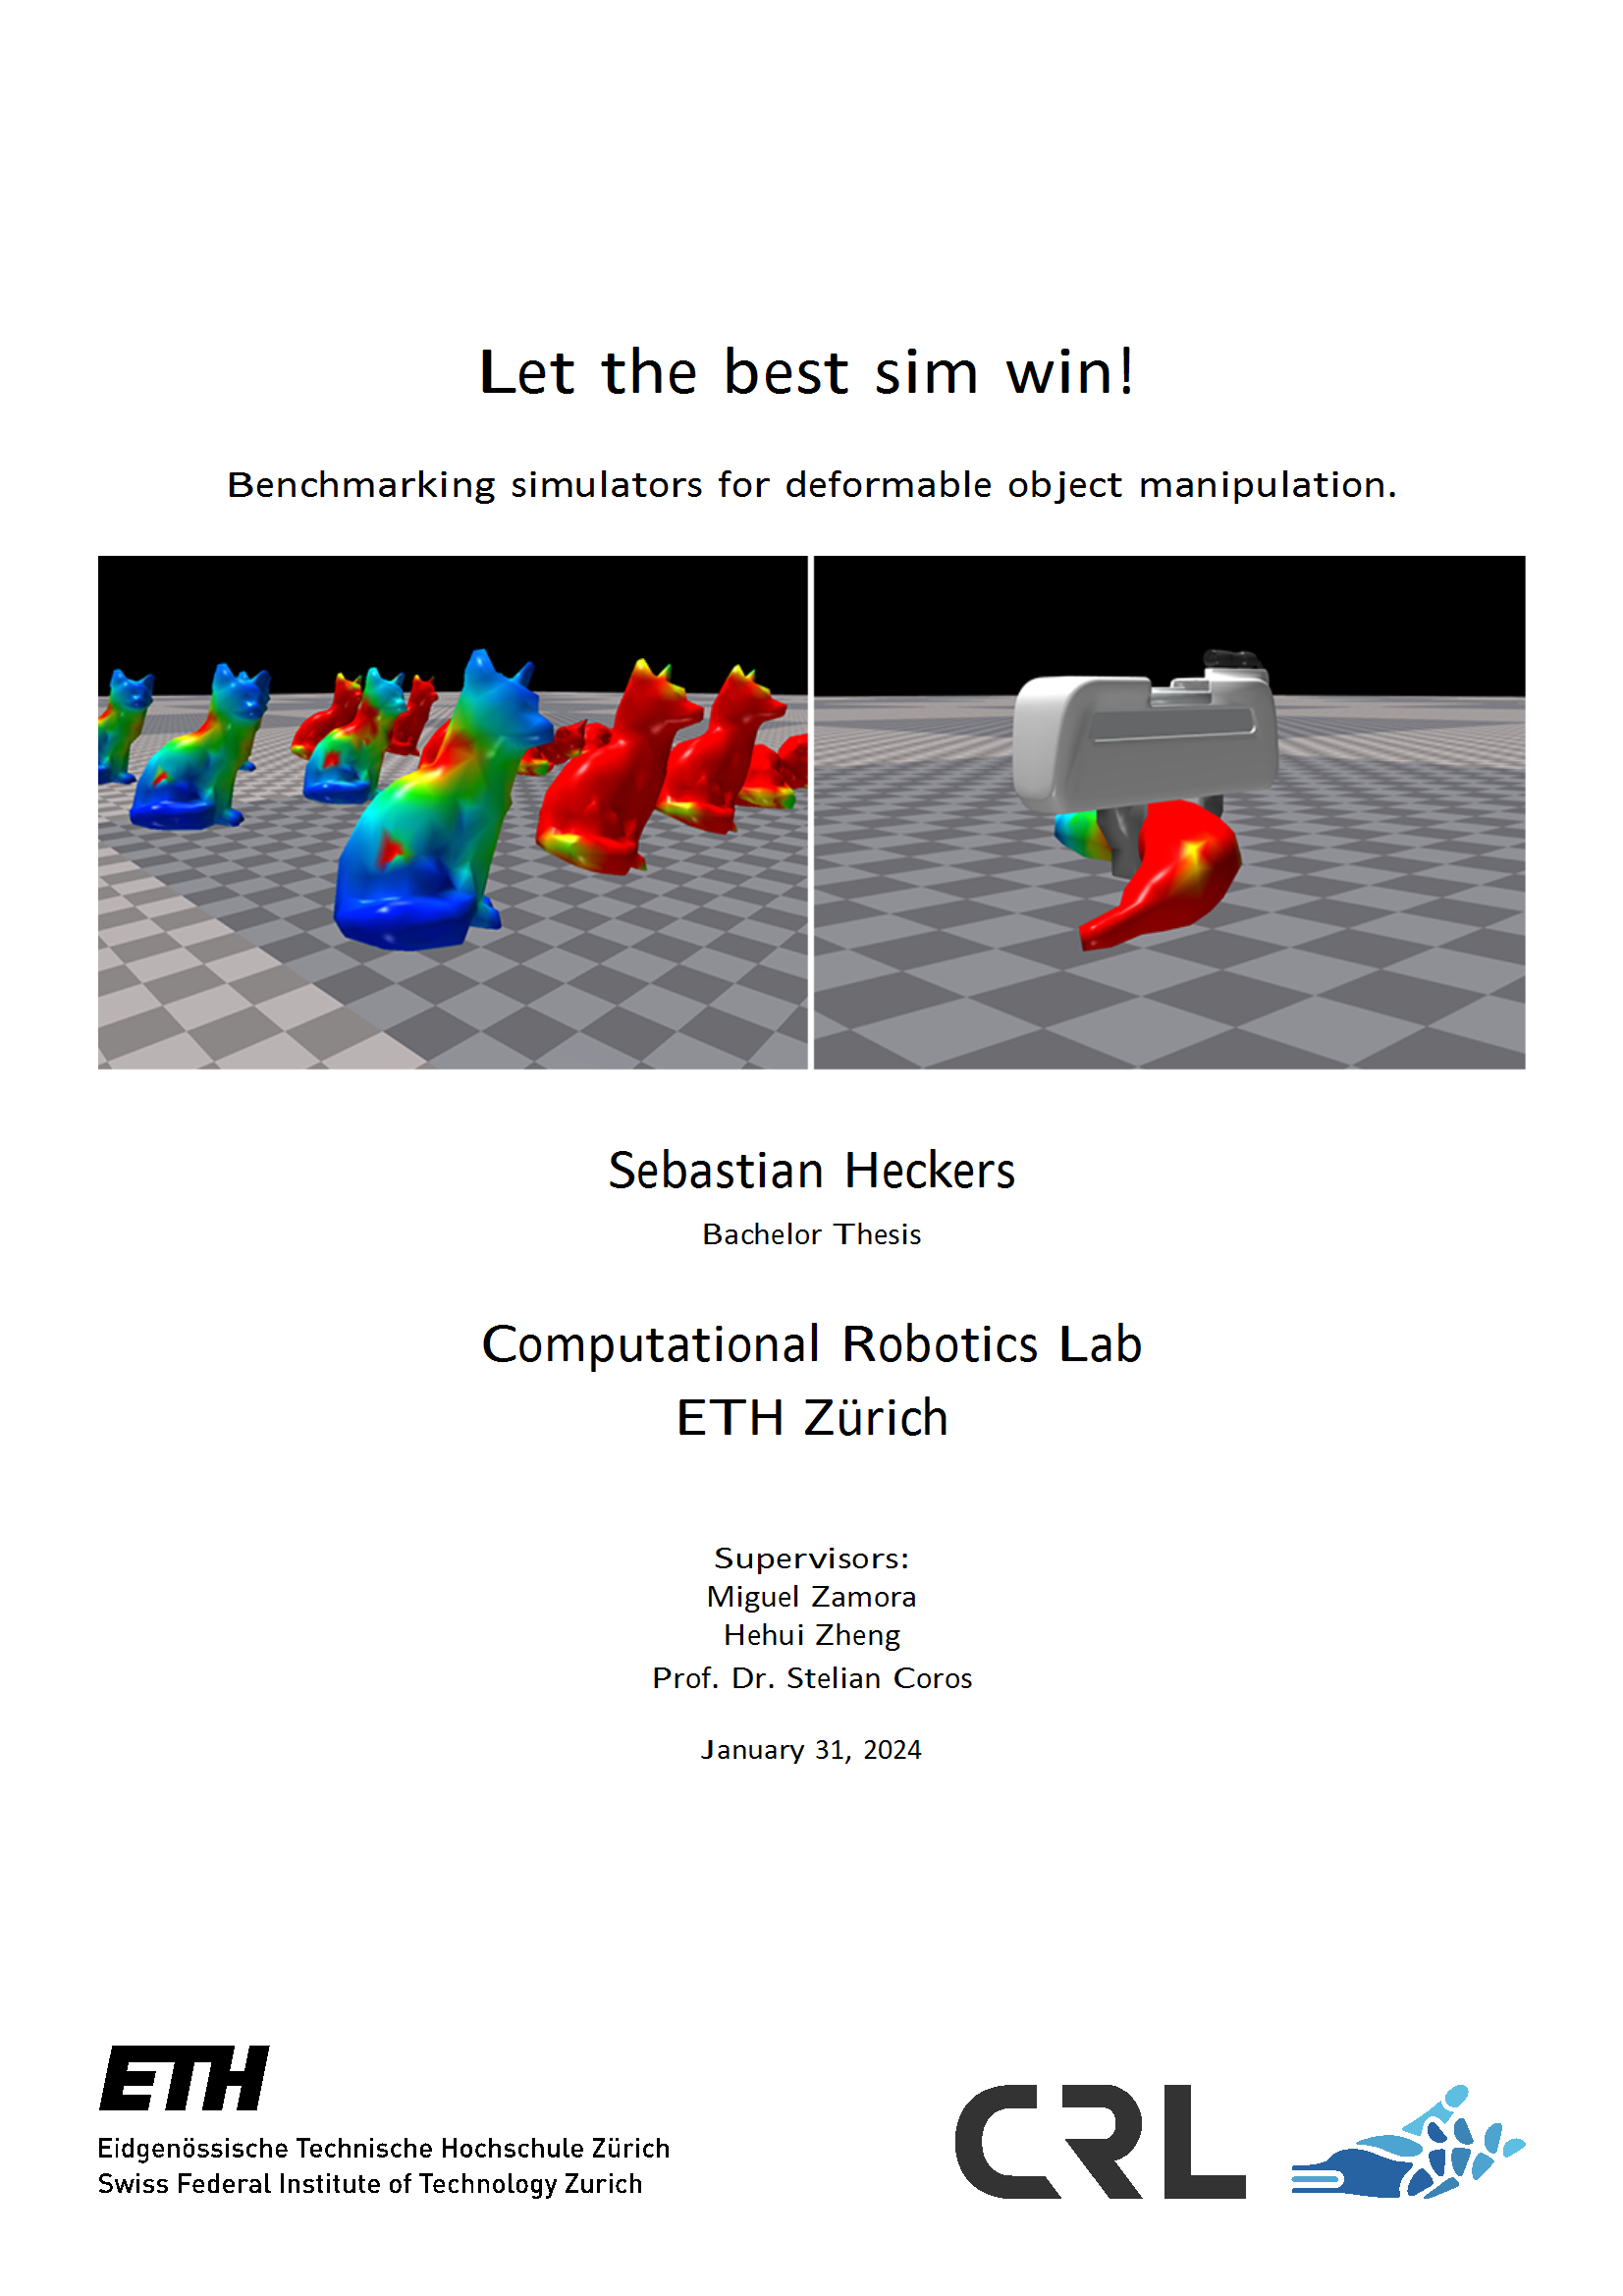 Let the best sim win!
Benchmarking simulators for deformable object manipulation.
Sebastian Heckers
Bachelor Thesis
Computational Robotics Lab
ETH Zürich
Supervisors:
Miguel Zamora
Hehui Zheng
Prof. Dr. Stelian Coros
January 31, 2024
ETH
Eidgenössische Technische Hochschule Zürich
Swiss Federal Institute of Technology Zurich
CRL